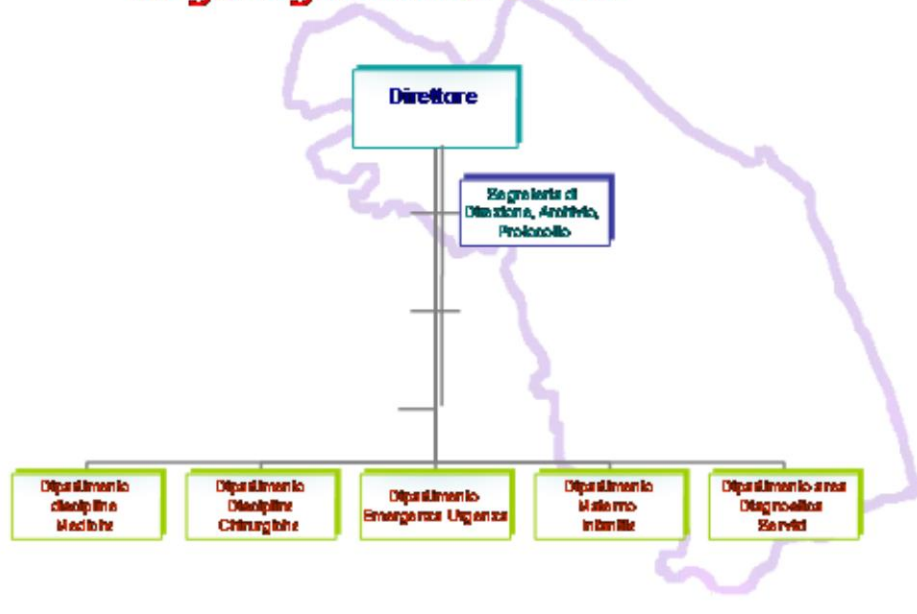 Direttore
Segreteria di
Direzione, Archivio,
Protocollo
Dipartimento
discipline
Mediche
Dipartimento
Discipline
Chirurgiche
Dipartimento
Emergenza Urgenza
Dipartimento
Materno
Infantile
Dipartimento area
Diagnostica
Servizi